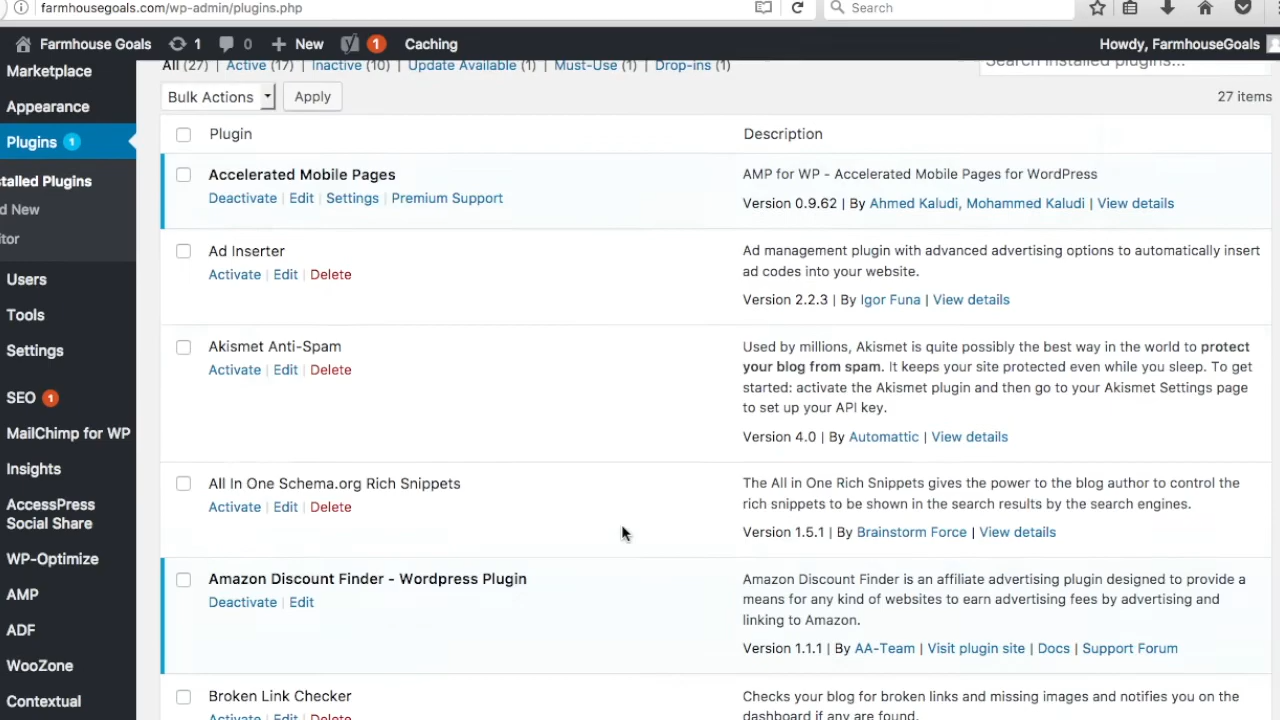 farmhousegoals.com/wp-admin/plugins.php
Search
Farmhouse Goals 1 0 New 1 Caching
Howdy, FarmhouseGoals
Marketplace
Appearance
Plugins 1
stalled Plugins
d New
itor
Users
Tools
Settings
SEO 1
MailChimp for WP
Insights
AccessPress
Social Share
WP-Optimize
AMP
ADF
WooZone
Contextual
All (27) | Active (17) | Inactive (10) | Update Available (1) | Must-Use (1) | Drop-ins (1)
Search installed plugins...
Bulk Actions Apply
27 items
Plugin Description
Accelerated Mobile Pages
Deactivate | Edit | Settings | Premium Support
AMP for WP - Accelerated Mobile Pages for WordPress
Version 0.9.62 | By Ahmed Kaludi, Mohammed Kaludi | View details
Ad Inserter
Activate | Edit | Delete
Ad management plugin with advanced advertising options to automatically insert
ad codes into your website.
Version 2.2.3 | By Igor Funa | View details
Akismet Anti-Spam
Activate | Edit | Delete
Used by millions, Akismet is quite possibly the best way in the world to protect
your blog from spam. It keeps your site protected even while you sleep. To get
started: activate the Akismet plugin and then go to your Akismet Settings page
to set up your API key.
Version 4.0 | By Automattic | View details
All In One Schema.org Rich Snippets
Activate | Edit | Delete
The All in One Rich Snippets gives the power to the blog author to control the
rich snippets to be shown in the search results by the search engines.
Version 1.5.1 | By Brainstorm Force | View details
Amazon Discount Finder - Wordpress Plugin
Deactivate | Edit
Amazon Discount Finder is an affiliate advertising plugin designed to provide a
means for any kind of websites to earn advertising fees by advertising and
linking to Amazon.
Version 1.1.1 | By AA-Team | Visit plugin site | Docs | Support Forum
Broken Link Checker
Activate | Edit | Delete
Checks your blog for broken links and missing images and notifies you on the
dashboard if any are found.